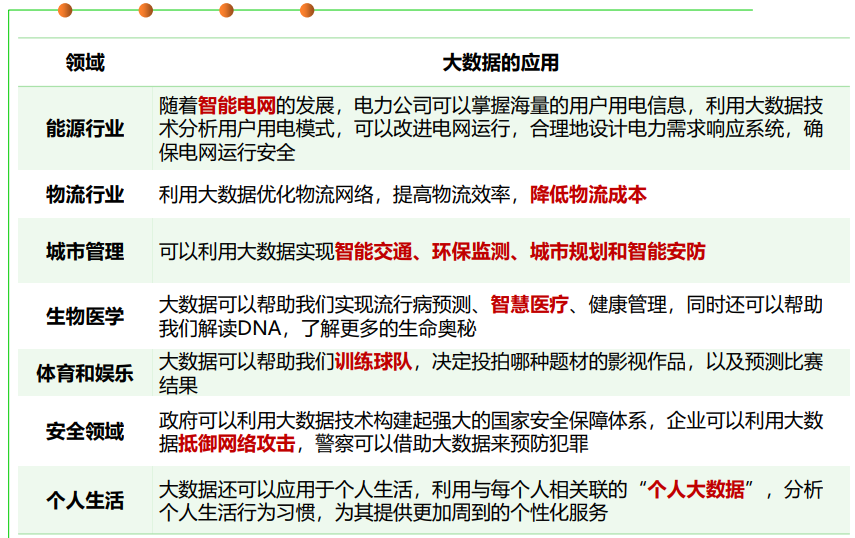 领域 大数据的应用
能源行业
随着智能电网的发展，电力公司可以掌握海量的用户用电信息，利用大数据技
术分析用户用电模式，可以改进电网运行，合理地设计电力需求响应系统，确
保电网运行安全
物流行业
利用大数据优化物流网络，提高物流效率，降低物流成本
城市管理
可以利用大数据实现智能交通、环保监测、城市规划和智能安防
生物医学
大数据可以帮助我们实现流行病预测、智慧医疗、健康管理，同时还可以帮助
我们解读DNA，了解更多的生命奥秘
体育和娱乐
大数据可以帮助我们训练球队，决定投拍哪种题材的影视作品，以及预测比赛
结果
安全领域
政府可以利用大数据技术构建起强大的国家安全保障体系，企业可以利用大数
据抵御网络攻击，警察可以借助大数据来预防犯罪
个人生活
大数据还可以应用于个人生活，利用与每个人相关联的“个人大数据”，分析
个人生活行为习惯，为其提供更加周到的个性化服务